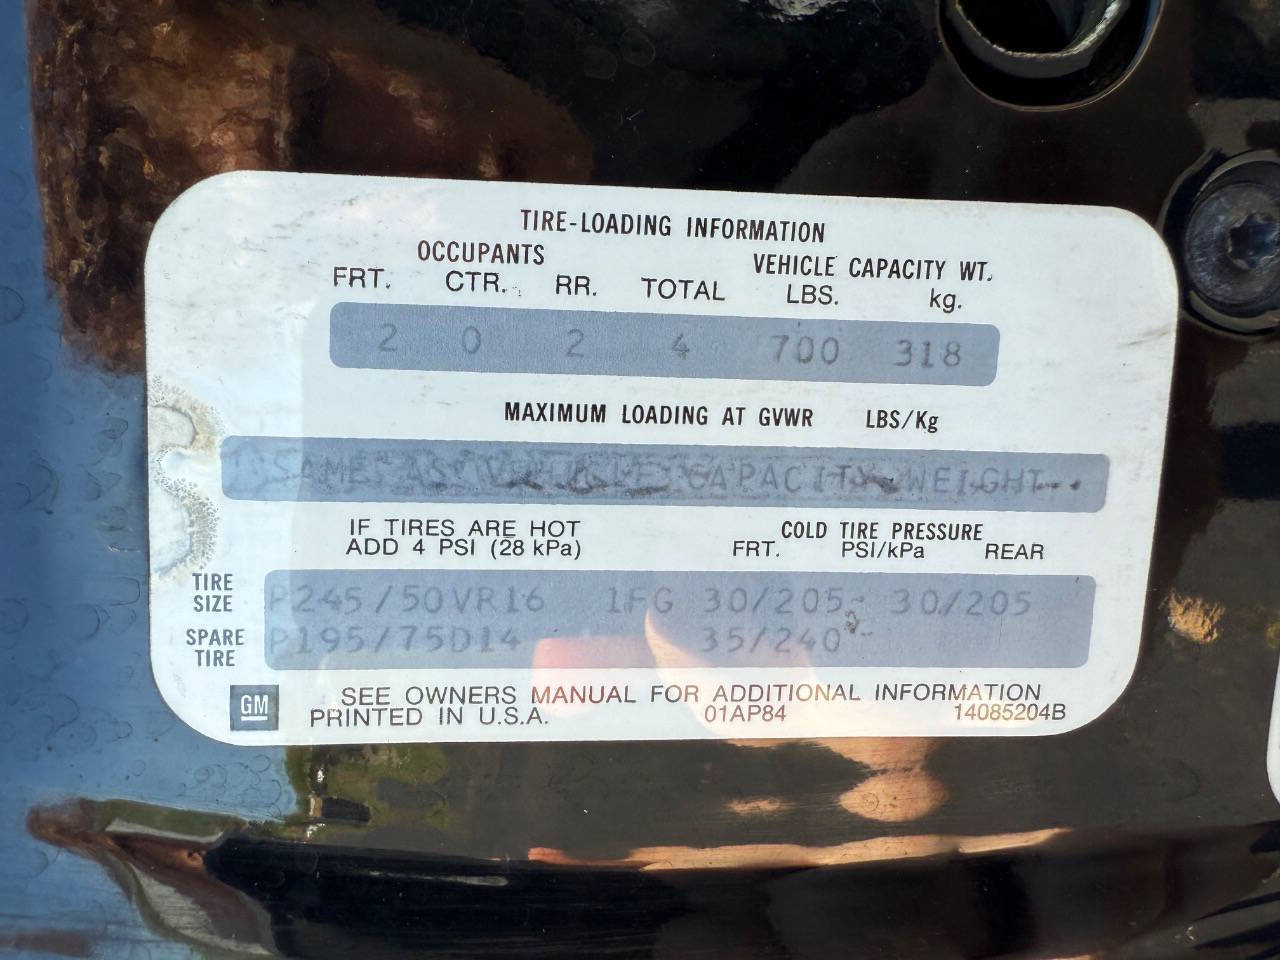 TIRE-LOADING INFORMATION
OCCUPANTS VEHICLE CAPACITY WT.
FRT. CTR. RR. TOTAL LBS. kg.
2 0 2 4 700 318
MAXIMUM LOADING AT GVWR LBS/Kg
SAME AS VEHICLE CAPACITY WEIGHT
IF TIRES ARE HOT COLD TIRE PRESSURE
ADD 4 PSI (28 kPa) FRT. PSI/kPa REAR
TIRE SIZE P245/50VR16 1FG 30/205 30/205
SPARE TIRE P195/75D14 35/240
GM SEE OWNERS MANUAL FOR ADDITIONAL INFORMATION
PRINTED IN U.S.A. 01AP84 14085204B